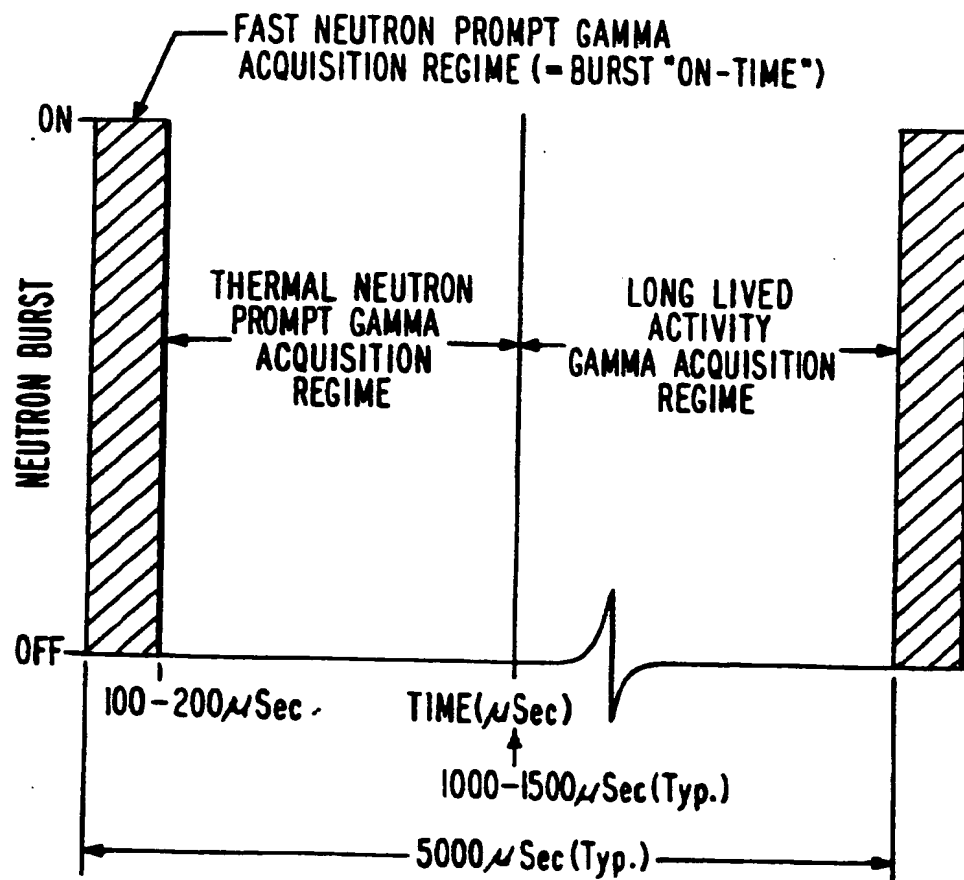 FAST NEUTRON PROMPT GAMMA
ACQUISITION REGIME (=BURST "ON-TIME")
ON
NEUTRON BURST
THERMAL NEUTRON
PROMPT GAMMA
ACQUISITION
REGIME
LONG LIVED
ACTIVITY
GAMMA ACQUISITION
REGIME
OFF
100-200μSec.
TIME(μSec)
1000-1500μSec(Typ.)
5000μSec(Typ.)